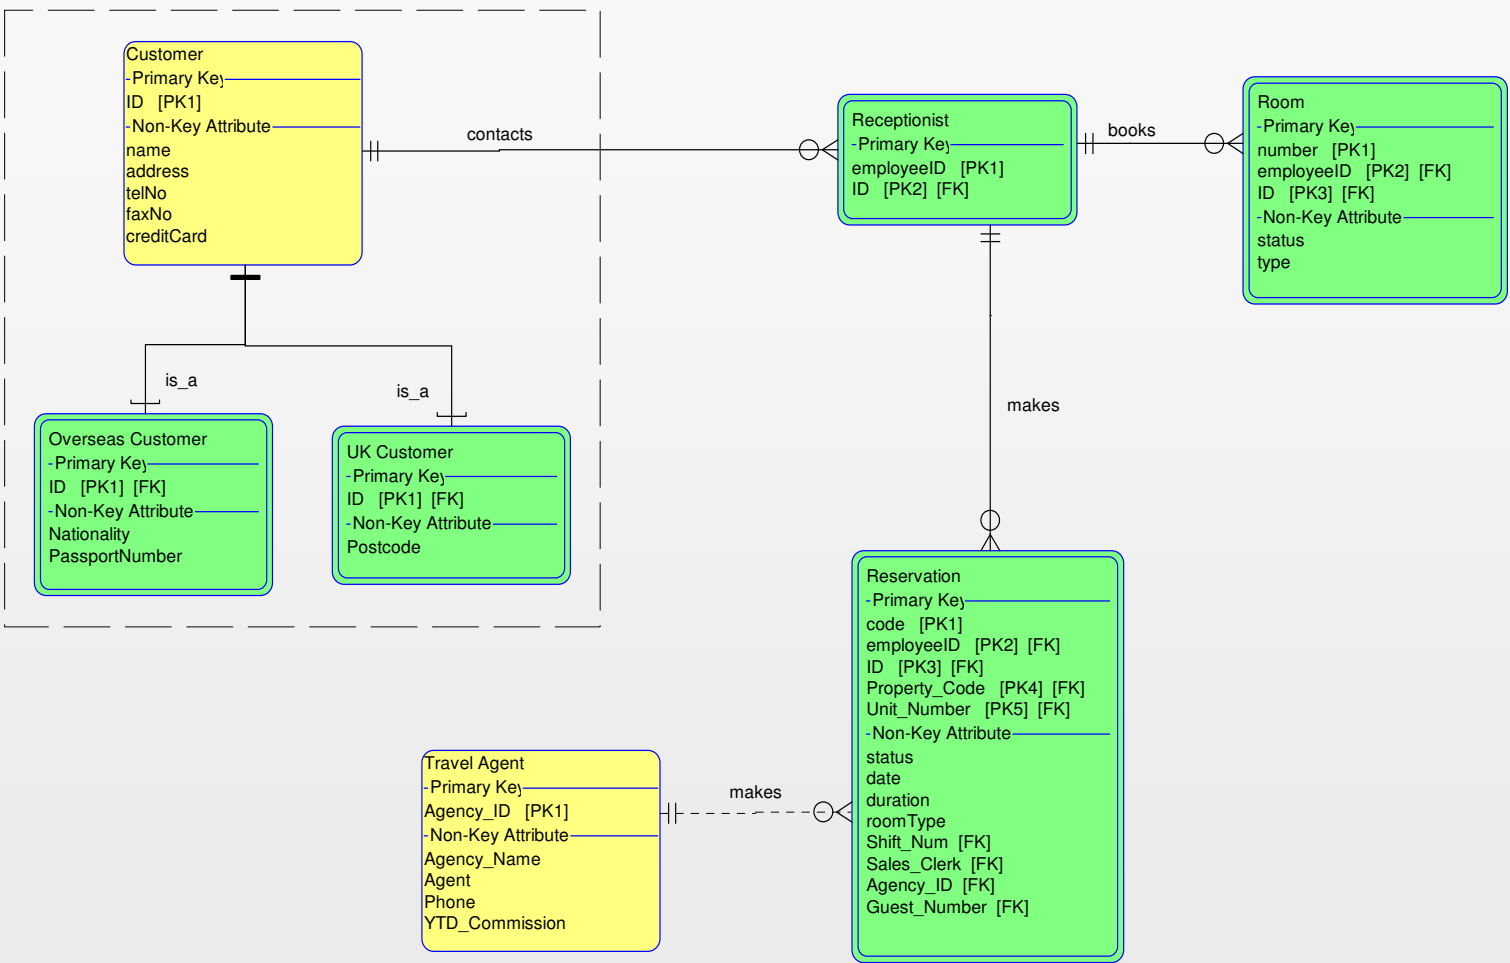 Customer
Primary Key
ID [PK1]
Non-Key Attribute
name
address
telNo
faxNo
creditCard
contacts
Receptionist
Primary Key
employeeID [PK1]
ID [PK2] [FK]
books
Room
Primary Key
number [PK1]
employeeID [PK2] [FK]
ID [PK3] [FK]
Non-Key Attribute
status
type
is_a
is_a
Overseas Customer
Primary Key
ID [PK1] [FK]
Non-Key Attribute
Nationality
PassportNumber
UK Customer
Primary Key
ID [PK1] [FK]
Non-Key Attribute
Postcode
makes
Reservation
Primary Key
code [PK1]
employeeID [PK2] [FK]
ID [PK3] [FK]
Property_Code [PK4] [FK]
Unit_Number [PK5] [FK]
Non-Key Attribute
status
date
duration
roomType
Shift_Num [FK]
Sales_Clerk [FK]
Agency_ID [FK]
Guest_Number [FK]
Travel Agent
Primary Key
Agency_ID [PK1]
Non-Key Attribute
Agency_Name
Agent
Phone
YTD_Commission
makes